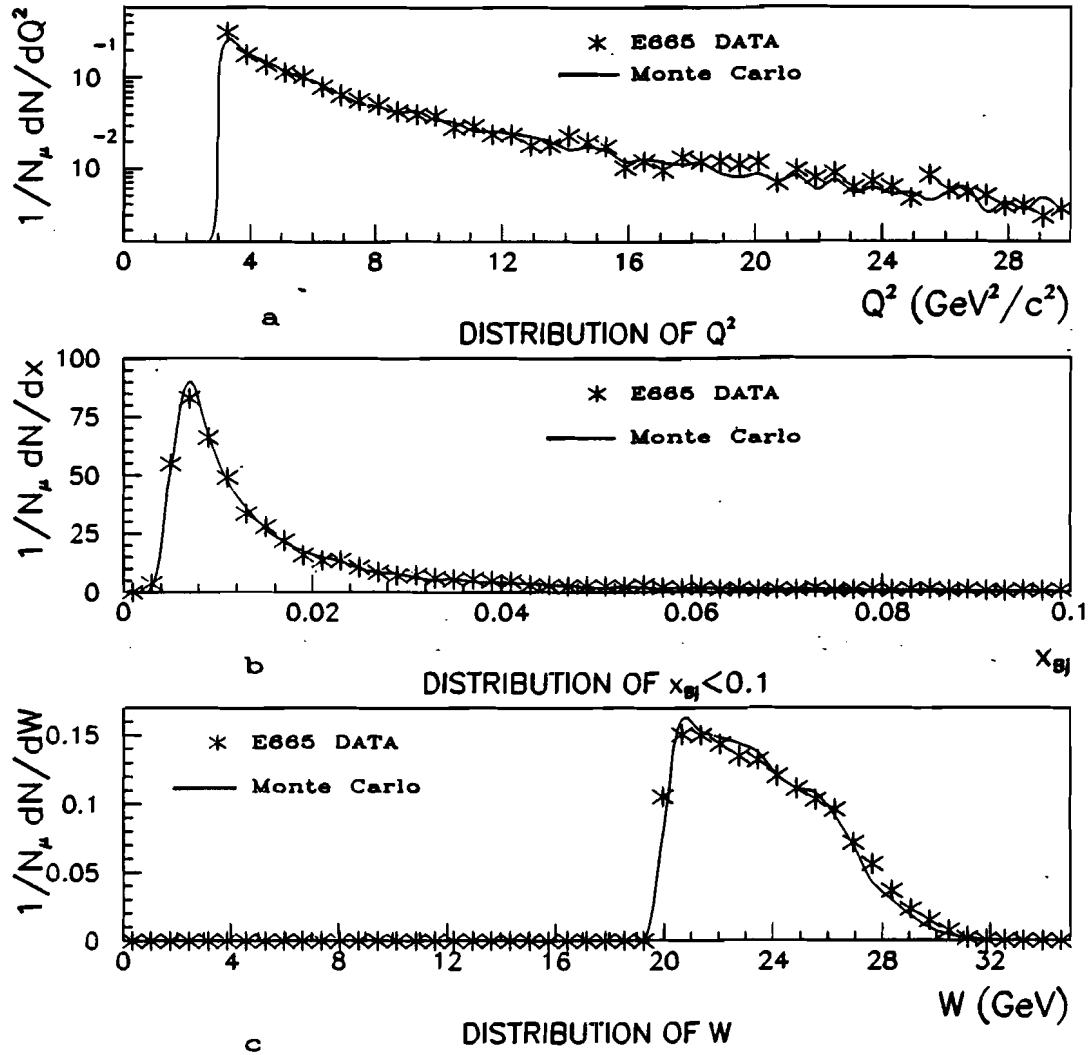 1/N_μ dN/dQ²
10⁻¹
10⁻²
E665 DATA
Monte Carlo
0 4 8 12 16 20 24 28
Q² (GeV²/c²)
a
DISTRIBUTION OF Q²
1/N_μ dN/dx
100
75
50
25
0
E665 DATA
Monte Carlo
0 0.02 0.04 0.06 0.08 0.1
x_Bj
b
DISTRIBUTION OF x_Bj<0.1
1/N_μ dN/dW
0.15
0.1
0.05
0
E665 DATA
Monte Carlo
0 4 8 12 16 20 24 28 32
W (GeV)
c
DISTRIBUTION OF W